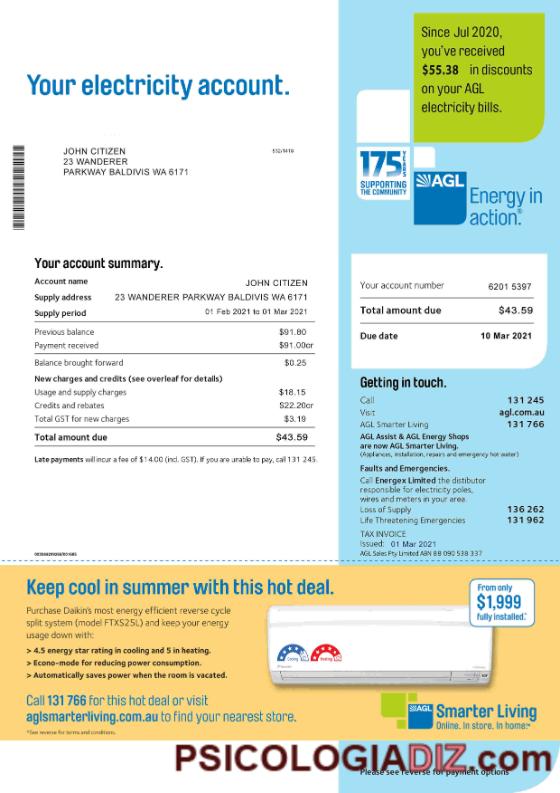 Since Jul 2020,
you've received
$55.38 in discounts
on your AGL
electricity bills.
Your electricity account.
JOHN CITIZEN
23 WANDERER
PARKWAY BALDIVIS WA 6171
175 YEARS
SUPPORTING
THE COMMUNITY
AGL
Energy in
action.®
Your account summary.
Account name JOHN CITIZEN
Supply address 23 WANDERER PARKWAY BALDIVIS WA 6171
Supply period 01 Feb 2021 to 01 Mar 2021
Previous balance $91.80
Payment received $91.00cr
Balance brought forward $0.25
New charges and credits (see overleaf for details)
Usage and supply charges $18.15
Credits and rebates $22.20cr
Total GST for new charges $3.19
Total amount due $43.59
Late payments will incur a fee of $14.00 (incl. GST). If you are unable to pay, call 131 245.
Your account number 6201 5397
Total amount due $43.59
Due date 10 Mar 2021
Getting in touch.
Call 131 245
Visit agl.com.au
AGL Smarter Living 131 766
AGL Assist & AGL Energy Shops
are now AGL Smarter Living.
(Appliances, installation, repairs and emergency hot water)
Faults and Emergencies.
Call Energex Limited the distibutor
responsible for electricity poles,
wires and meters in your area.
Loss of Supply 136 262
Life Threatening Emergencies 131 962
TAX INVOICE
Issued: 01 Mar 2021
AGL Sales Pty Limited ABN 88 090 538 337
Keep cool in summer with this hot deal.
Purchase Daikin's most energy efficient reverse cycle
split system (model FTXS25L) and keep your energy
usage down with:
> 4.5 energy star rating in cooling and 5 in heating.
> Econo-mode for reducing power consumption.
> Automatically saves power when the room is vacated.
Call 131 766 for this hot deal or visit
aglsmarterliving.com.au to find your nearest store.
*See reverse for terms and conditions.
From only
$1,999
fully installed.*
Cooling
Heating
AGL Smarter Living
Online. In store. In home.™
PSICOLOGIADIZ.com
Please see reverse for payment options